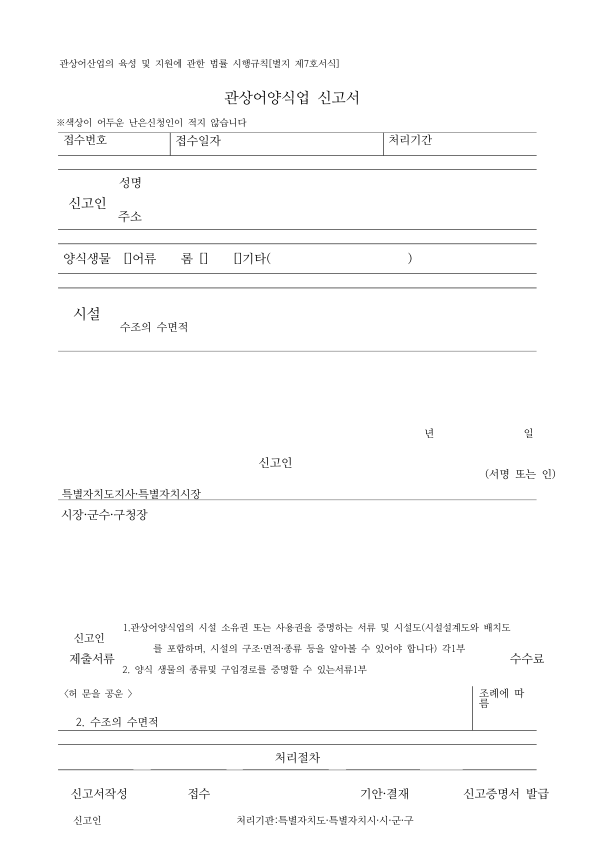 관상어산업의 육성 및 지원에 관한 법률 시행규칙[별지 제7호서식]
관상어양식업 신고서
※색상이 어두운 난은신청인이 적지 않습니다
접수번호 접수일자 처리기간
성명
신고인
주소
양식생물 []어류 롬 [] []기타( )
시설
수조의 수면적
년 일
신고인
(서명 또는 인)
특별자치도지사·특별자치시장
시장·군수·구청장
1.관상어양식업의 시설 소유권 또는 사용권을 증명하는 서류 및 시설도(시설설계도와 배치도
신고인
를 포함하며, 시설의 구조·면적·종류 등을 알아볼 수 있어야 합니다) 각1부
제출서류 수수료
2. 양식 생물의 종류및 구입경로를 증명할 수 있는서류1부
〈허 문을 공운 〉 조례에 따
름
2. 수조의 수면적
처리절차
신고서작성 접수 기안·결재 신고증명서 발급
신고인 처리기관:특별자치도·특별자치시·시·군·구